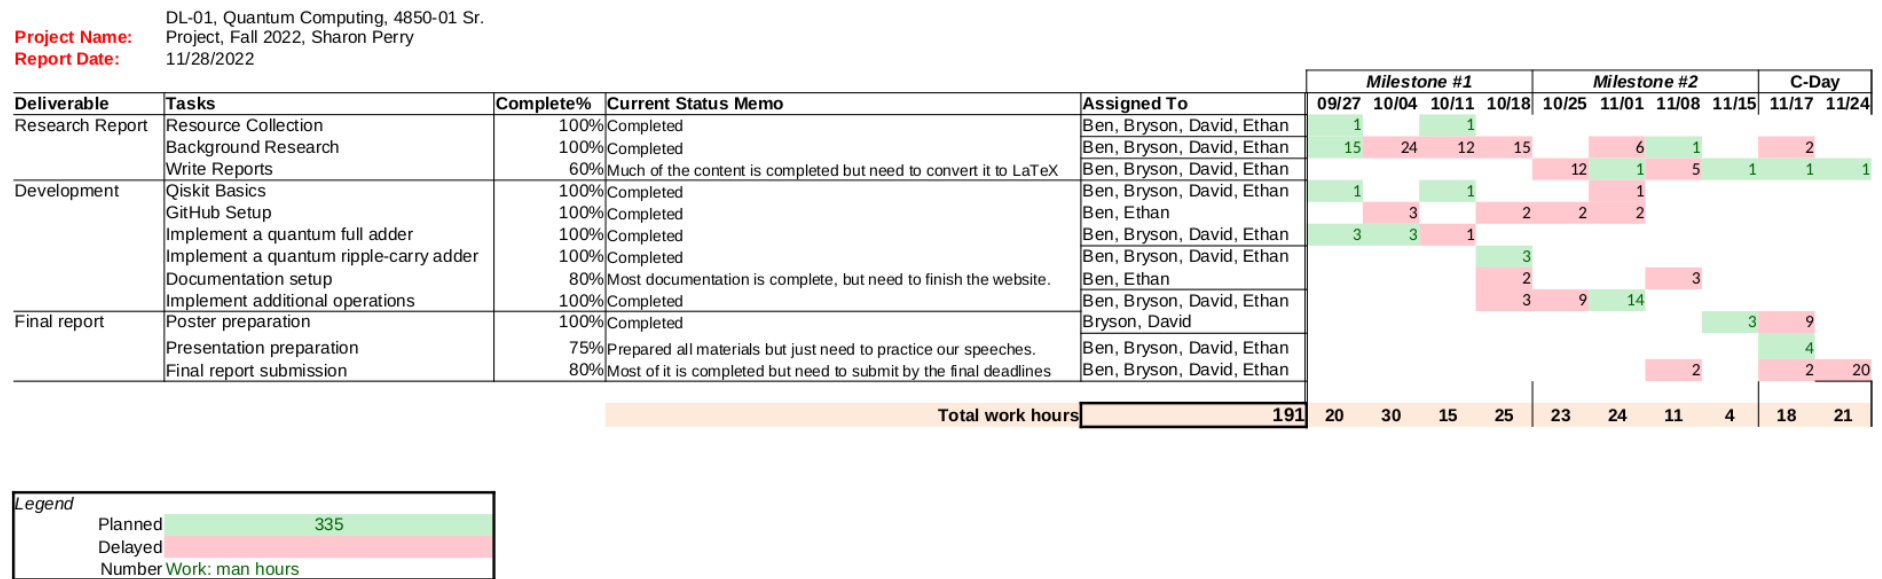 DL-01, Quantum Computing, 4850-01 Sr.
Project Name: Project, Fall 2022, Sharon Perry
Report Date: 11/28/2022
Milestone #1 Milestone #2 C-Day
Deliverable Tasks Complete% Current Status Memo Assigned To 09/27 10/04 10/11 10/18 10/25 11/01 11/08 11/15 11/17 11/24
Research Report Resource Collection 100% Completed Ben, Bryson, David, Ethan 1 1
Background Research 100% Completed Ben, Bryson, David, Ethan 15 24 12 15 6 1 2
Write Reports 60% Much of the content is completed but need to convert it to LaTeX Ben, Bryson, David, Ethan 12 1 5 1 1 1
Development Qiskit Basics 100% Completed Ben, Bryson, David, Ethan 1 1 1
GitHub Setup 100% Completed Ben, Ethan 3 2 2 2
Implement a quantum full adder 100% Completed Ben, Bryson, David, Ethan 3 3 1
Implement a quantum ripple-carry adder 100% Completed Ben, Bryson, David, Ethan 3
Documentation setup 80% Most documentation is complete, but need to finish the website. Ben, Ethan 2 3
Implement additional operations 100% Completed Ben, Bryson, David, Ethan 3 9 14
Final report Poster preparation 100% Completed Bryson, David 3 9
Presentation preparation 75% Prepared all materials but just need to practice our speeches. Ben, Bryson, David, Ethan 4
Final report submission 80% Most of it is completed but need to submit by the final deadlines Ben, Bryson, David, Ethan 2 2 20
Total work hours 191 20 30 15 25 23 24 11 4 18 21
Legend
Planned 335
Delayed
Number Work: man hours